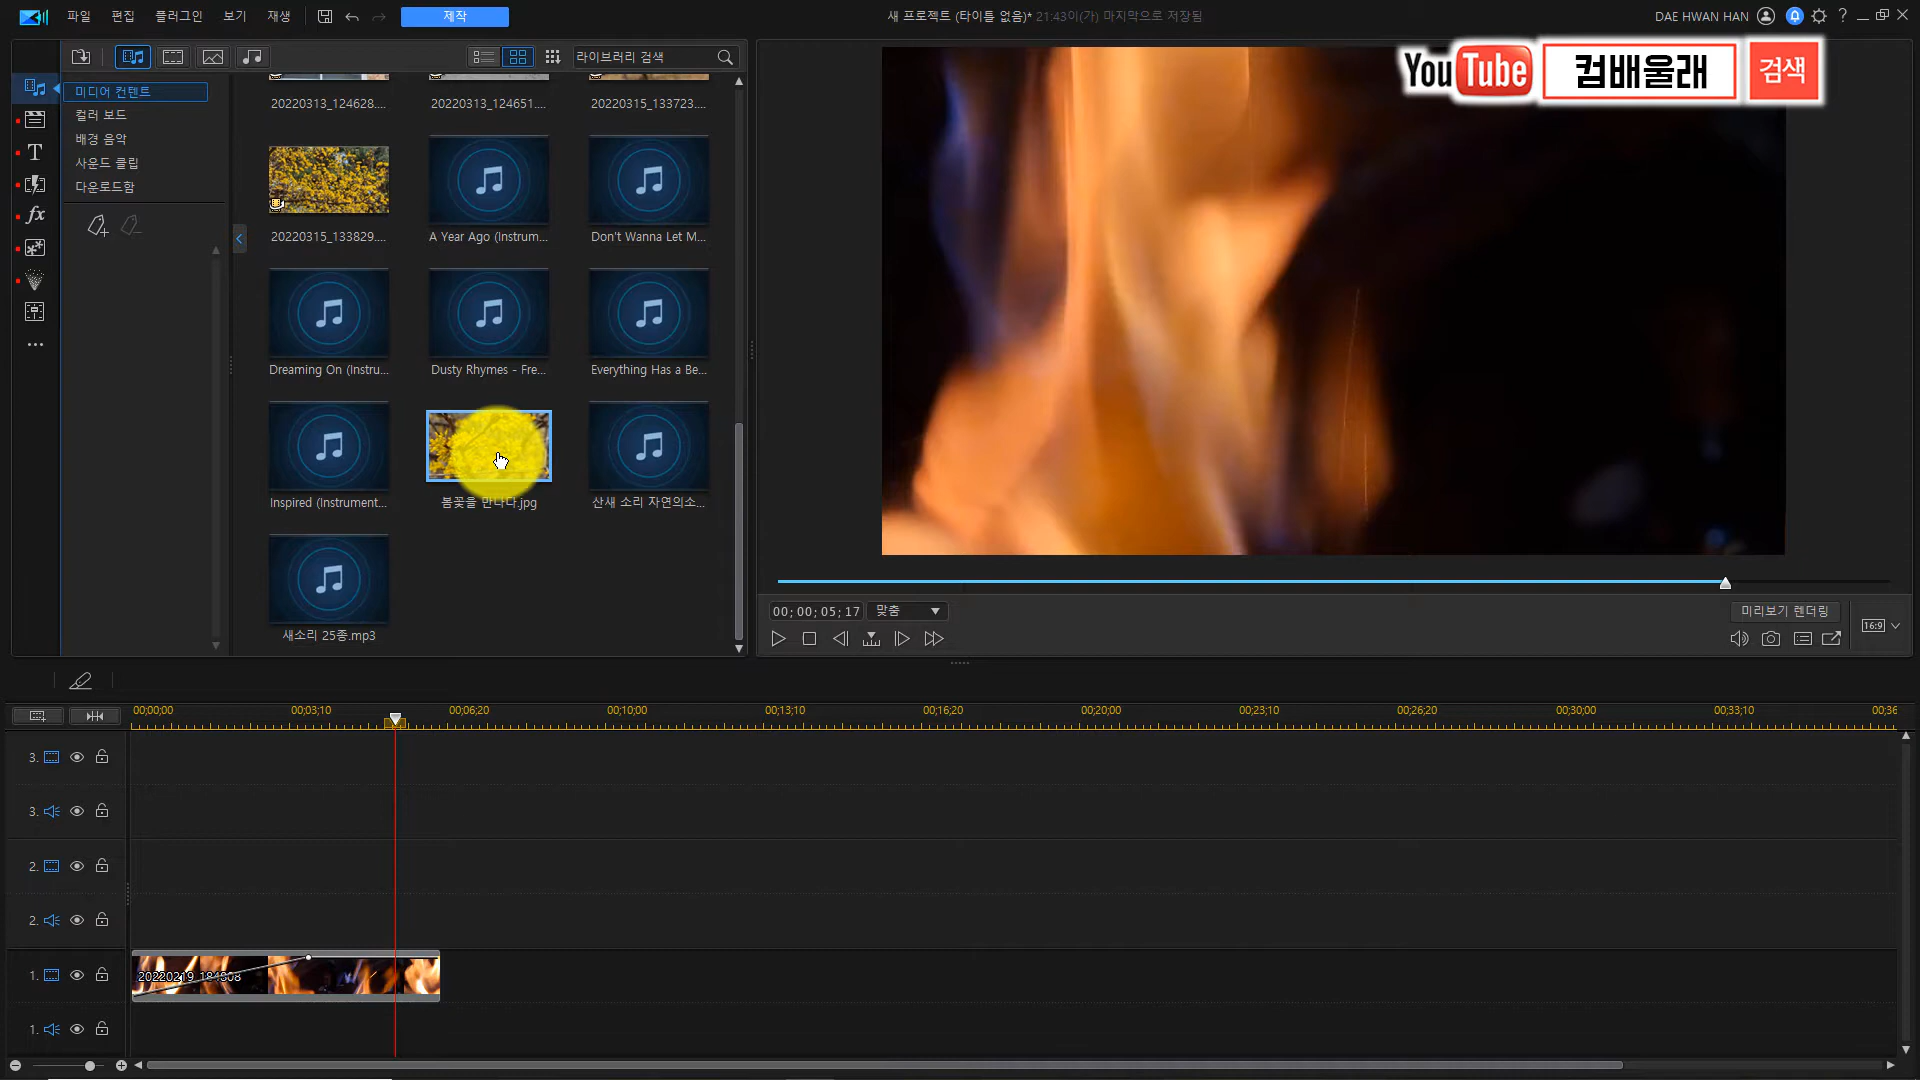 파일 편집 플러그인 보기 재생 제작 새 프로젝트 (타이틀 없음)* 21:43이(가) 마지막으로 저장됨 DAE HWAN HAN ?
라이브러리 검색
YouTube 컴배울래 검색
미디어 컨텐트
컬러 보드
배경 음악
사운드 클립
다운로드함
T
fx
20220313_124628.... 20220313_124651.... 20220315_133723....
20220315_133829.... A Year Ago (Instrum... Don't Wanna Let M...
Dreaming On (Instru... Dusty Rhymes - Fre... Everything Has a Be...
Inspired (Instrument... 봄꽃을 만나다.jpg 산새 소리 자연의소...
새소리 25종.mp3
00;00;05;17 맞춤 미리보기 렌더링
16:9
00;00;00 00;03;10 00;06;20 00;10;00 00;13;10 00;16;20 00;20;00 00;23;10 00;26;20 00;30;00 00;33;10 00;36
3.
3.
2.
2.
1. 20220219_184808
1.